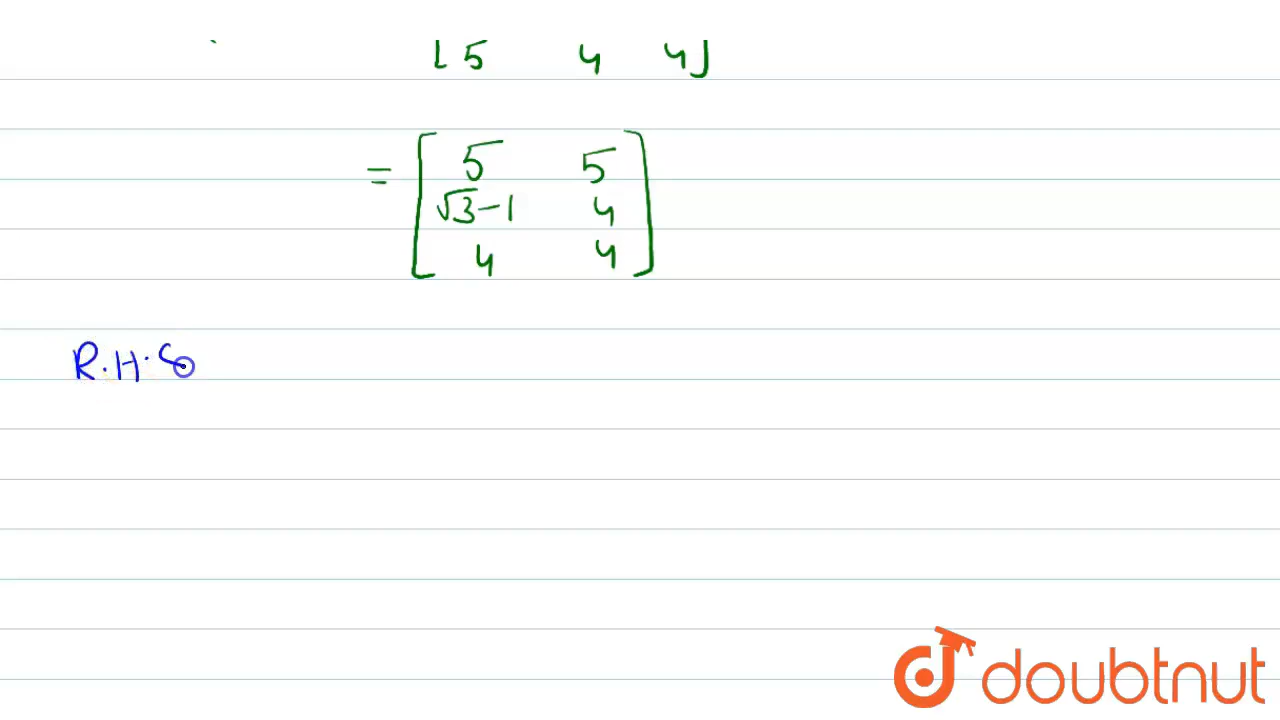 [ 5 4 4 ]
= [ 5 5
√3-1 4
4 4 ]
R.H.S
doubtnut